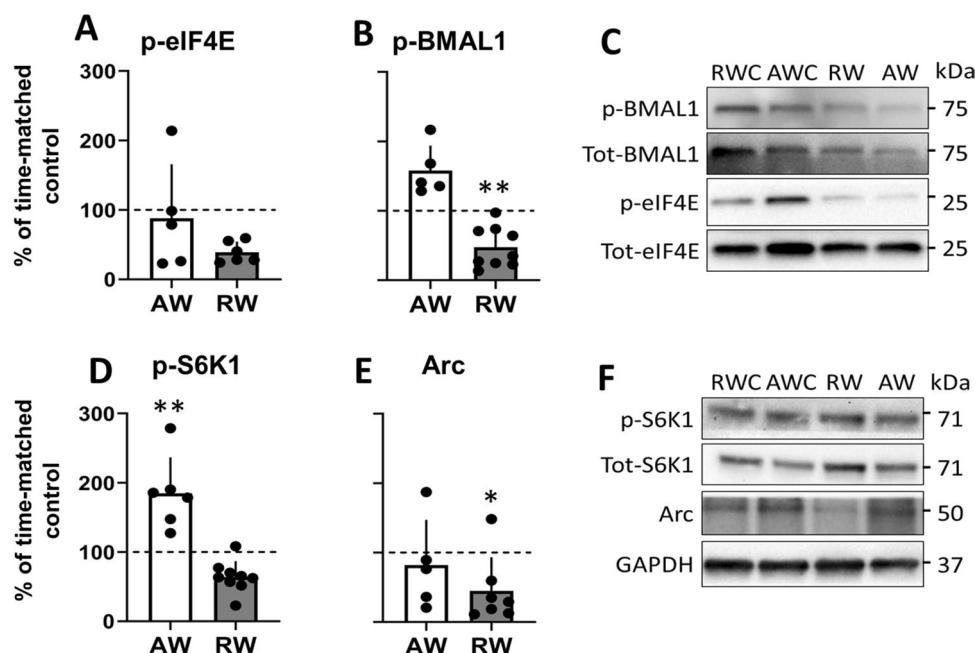 A
p-eIF4E
% of time-matched
control
300
200
100
0
AW RW
B
p-BMAL1
**
AW RW
C
RWC AWC RW AW kDa
p-BMAL1 75
Tot-BMAL1 75
p-eIF4E 25
Tot-eIF4E 25
D
p-S6K1
% of time-matched
control
300
200
100
0
**
AW RW
E
Arc
*
AW RW
F
RWC AWC RW AW kDa
p-S6K1 71
Tot-S6K1 71
Arc 50
GAPDH 37